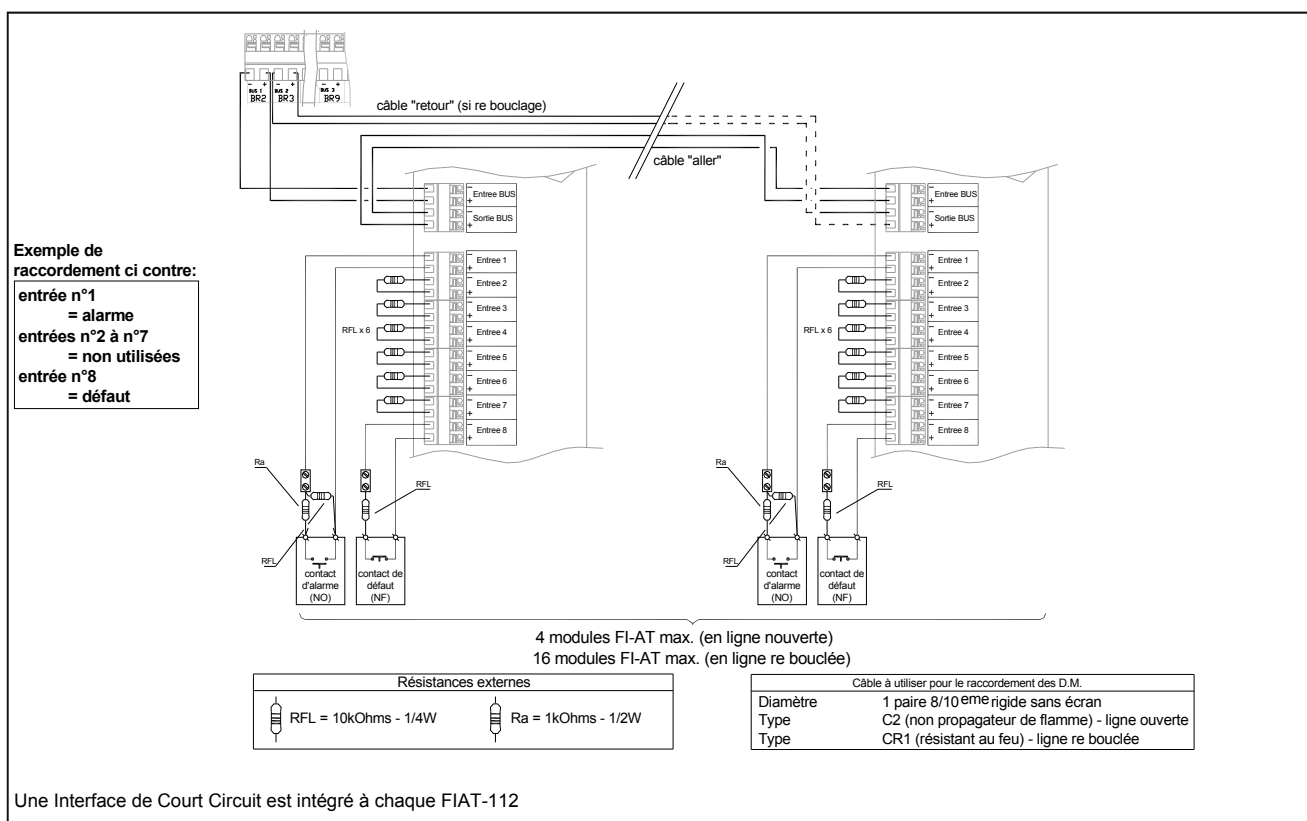 - + - + - +
BUS 1 BUS 2 BUS 3
BR2 BR3 BR9
câble "retour" (si re bouclage)
câble "aller"
- Entree BUS
+
- Sortie BUS
+
- Entree BUS
+
- Sortie BUS
+
Exemple de
raccordement ci contre:
entrée n°1
= alarme
entrées n°2 à n°7
= non utilisées
entrée n°8
= défaut
- Entree 1
+
- Entree 2
+
- Entree 3
+
RFL x 6
- Entree 4
+
- Entree 5
+
- Entree 6
+
- Entree 7
+
- Entree 8
+
- Entree 1
+
- Entree 2
+
- Entree 3
+
RFL x 6
- Entree 4
+
- Entree 5
+
- Entree 6
+
- Entree 7
+
- Entree 8
+
Ra
RFL
RFL
contact
d'alarme
(NO)
contact de
défaut
(NF)
Ra
RFL
RFL
contact
d'alarme
(NO)
contact de
défaut
(NF)
4 modules FI-AT max. (en ligne nouverte)
16 modules FI-AT max. (en ligne re bouclée)
Résistances externes
RFL = 10kOhms - 1/4W
Ra = 1kOhms - 1/2W
Câble à utiliser pour le raccordement des D.M.
Diamètre 1 paire 8/10 eme rigide sans écran
Type C2 (non propagateur de flamme) - ligne ouverte
Type CR1 (résistant au feu) - ligne re bouclée
Une Interface de Court Circuit est intégré à chaque FIAT-112